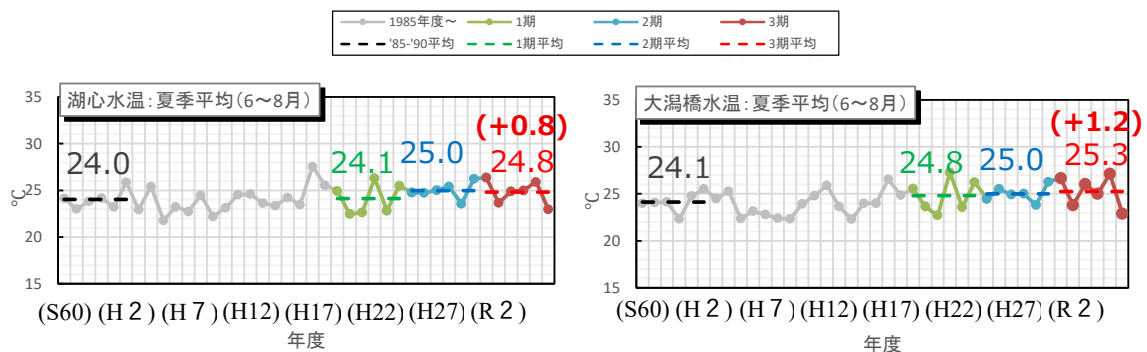 1985年度～ 1期 2期 3期
'85-'90平均 1期平均 2期平均 3期平均
湖心水温：夏季平均（6～8月）
(+0.8)
24.0 24.1 25.0 24.8
35
30
25
20
15
℃
(S60) (H２) (H７) (H12) (H17) (H22) (H27) (R２)
年度
大潟橋水温：夏季平均（6～8月）
(+1.2)
24.1 24.8 25.0 25.3
35
30
25
20
15
℃
(S60) (H２) (H７) (H12) (H17) (H22) (H27) (R２)
年度